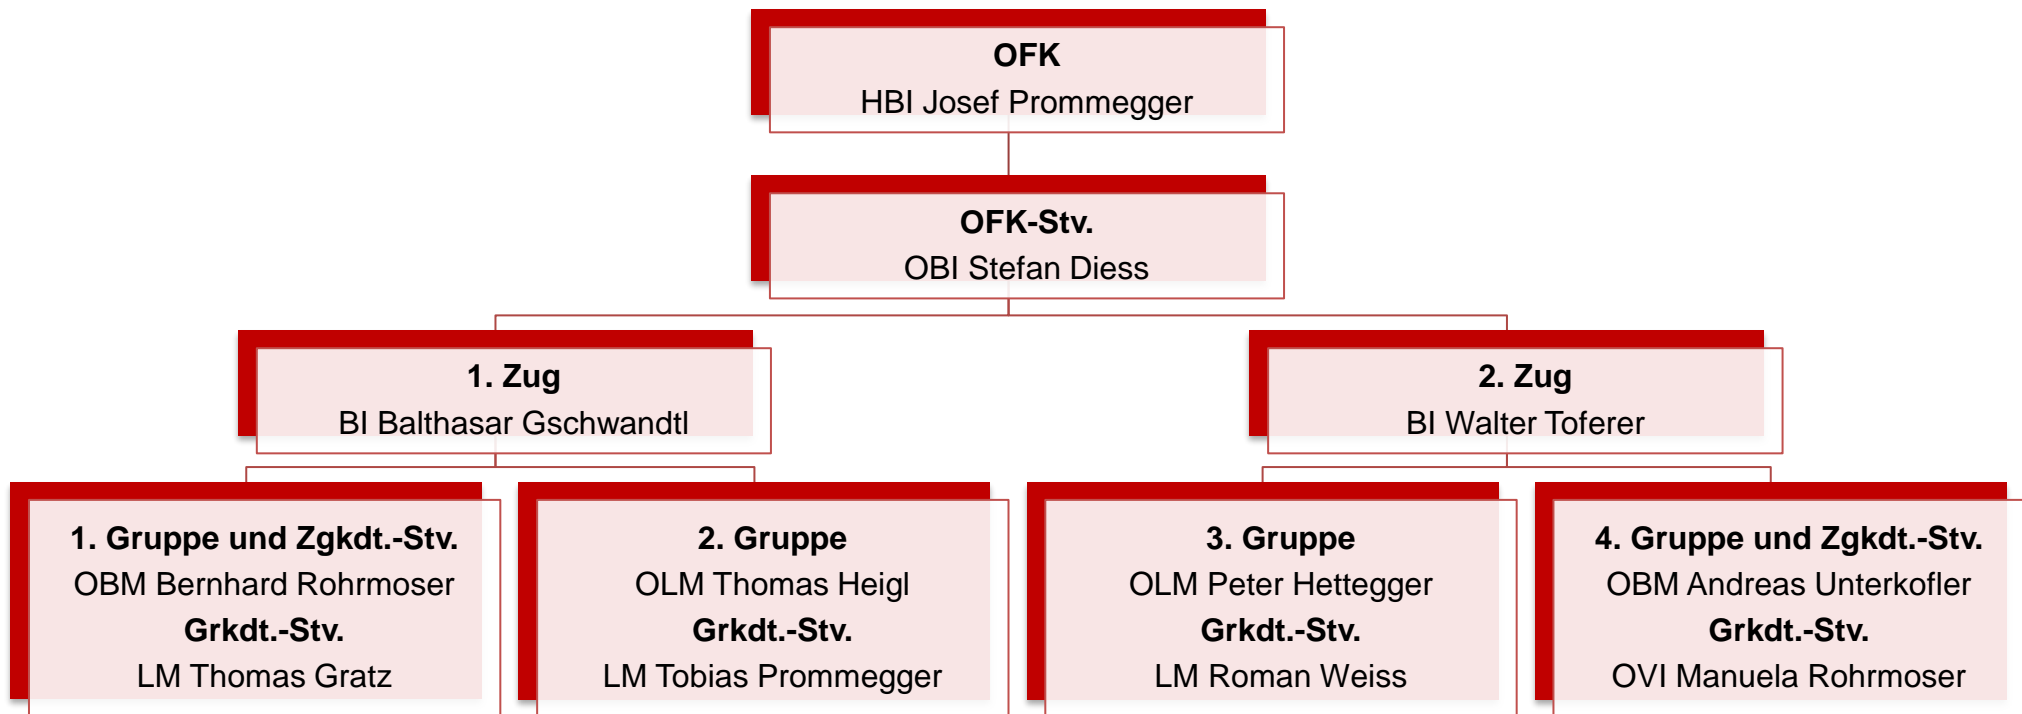 OFK
HBI Josef Prommegger
OFK-Stv.
OBI Stefan Diess
1. Zug
BI Balthasar Gschwandtl
2. Zug
BI Walter Toferer
1. Gruppe und Zgkdt.-Stv.
OBM Bernhard Rohrmoser
Grkdt.-Stv.
LM Thomas Gratz
2. Gruppe
OLM Thomas Heigl
Grkdt.-Stv.
LM Tobias Prommegger
3. Gruppe
OLM Peter Hettegger
Grkdt.-Stv.
LM Roman Weiss
4. Gruppe und Zgkdt.-Stv.
OBM Andreas Unterkofler
Grkdt.-Stv.
OVI Manuela Rohrmoser